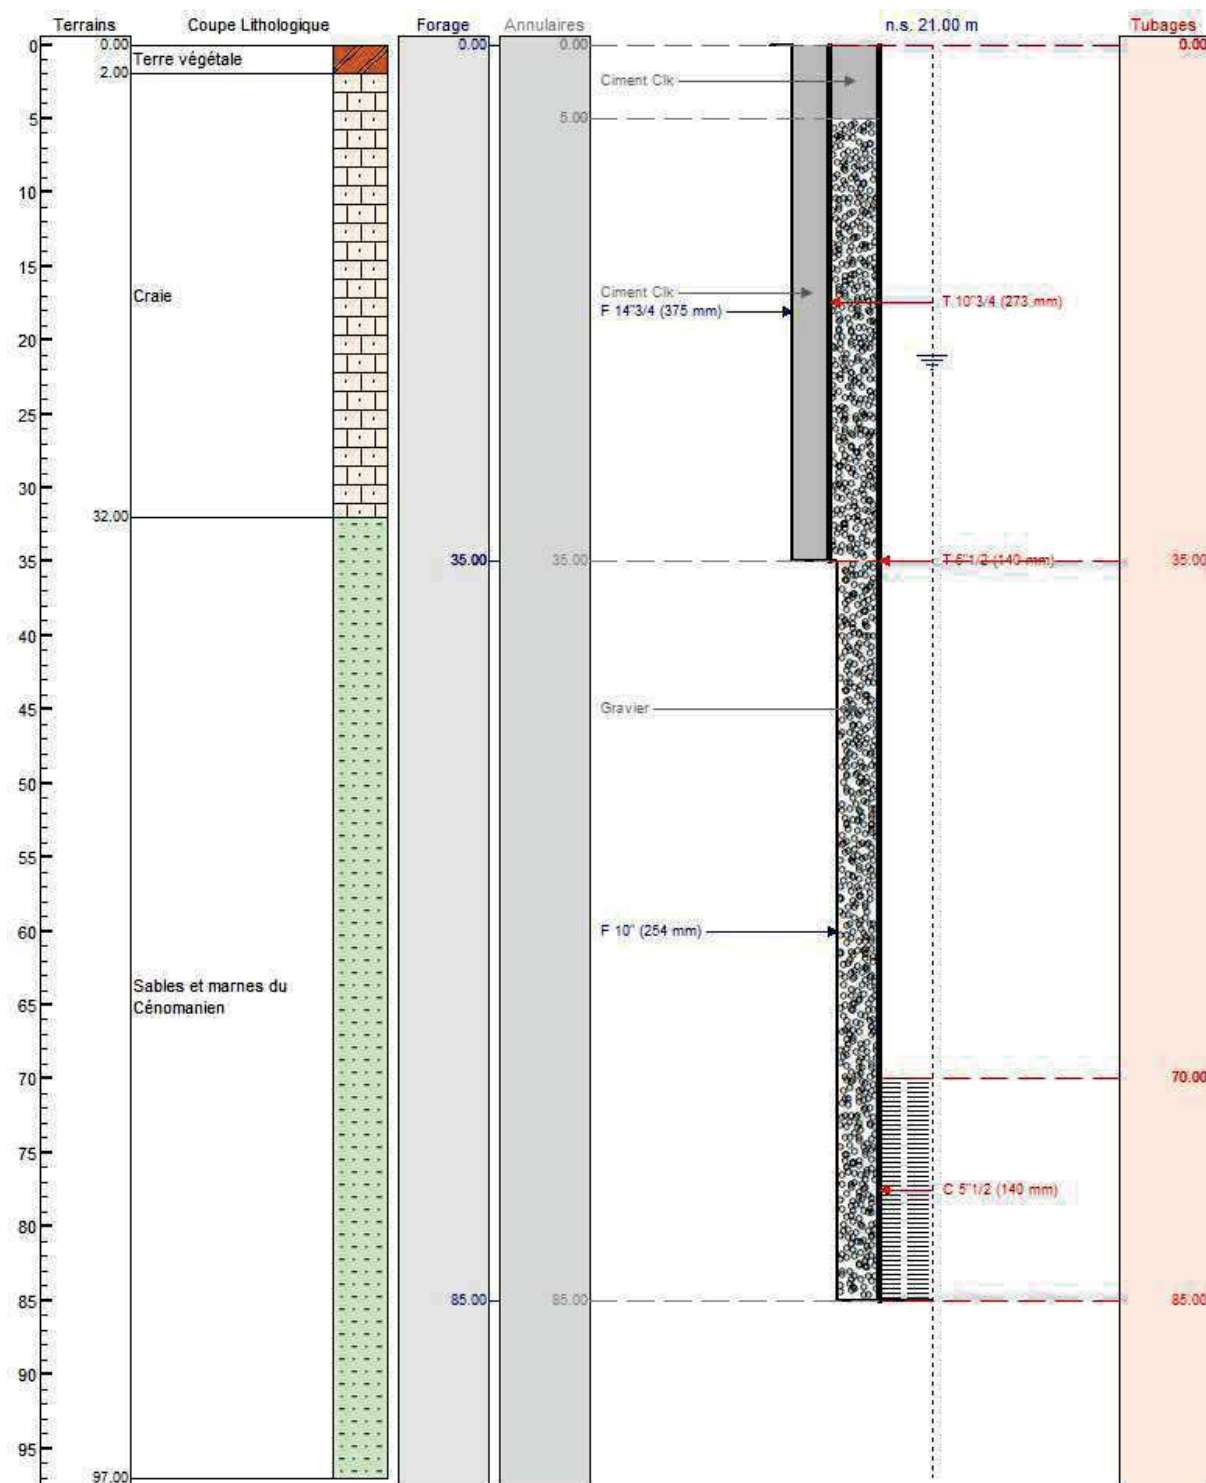 Terrains
Coupe Lithologique
Forage
Annulaires
n.s. 21.00 m
Tubages
0
0.00
0.00
0.00
0.00
Terre végétale
2.00
Ciment Clk
5
5.00
10
15
Craie
Ciment Clk
T 10"3/4 (273 mm)
F 14"3/4 (375 mm)
20
25
30
32.00
35
35.00
35.00
T 5"1/2 (140 mm)
35.00
40
45
Gravier
50
55
60
F 10" (254 mm)
Sables et marnes du
Cénomanien
65
70
70.00
75
C 5"1/2 (140 mm)
80
85
85.00
85.00
85.00
90
95
97.00